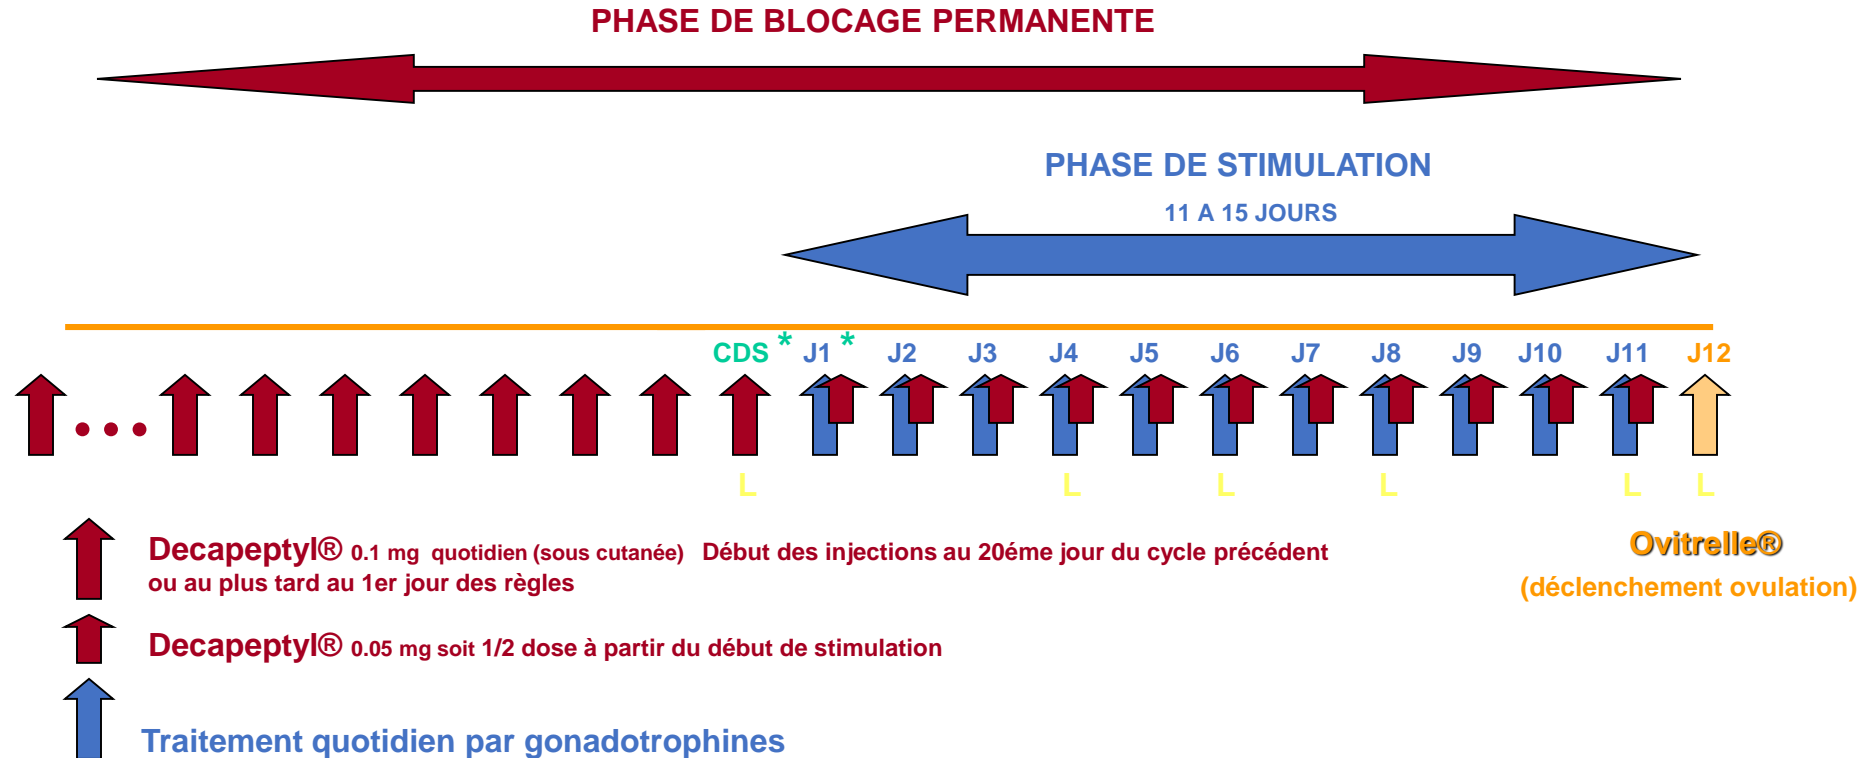 PHASE DE BLOCAGE PERMANENTE
PHASE DE STIMULATION
11 A 15 JOURS
CDS * J1 * J2 J3 J4 J5 J6 J7 J8 J9 J10 J11 J12
L L L L L L
Decapeptyl® 0.1 mg quotidien (sous cutanée) Début des injections au 20éme jour du cycle précédent
ou au plus tard au 1er jour des règles
Ovitrelle®
(déclenchement ovulation)
Decapeptyl® 0.05 mg soit 1/2 dose à partir du début de stimulation
Traitement quotidien par gonadotrophines